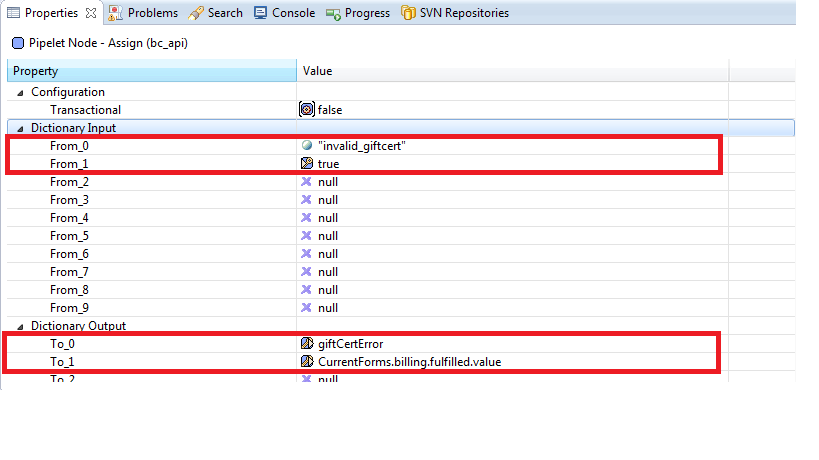 Properties Problems Search Console Progress SVN Repositories
Pipelet Node - Assign (bc_api)
Property Value
Configuration
Transactional false
Dictionary Input
From_0 "invalid_giftcert"
From_1 true
From_2 null
From_3 null
From_4 null
From_5 null
From_6 null
From_7 null
From_8 null
From_9 null
Dictionary Output
To_0 giftCertError
To_1 CurrentForms.billing.fulfilled.value
To_2 null